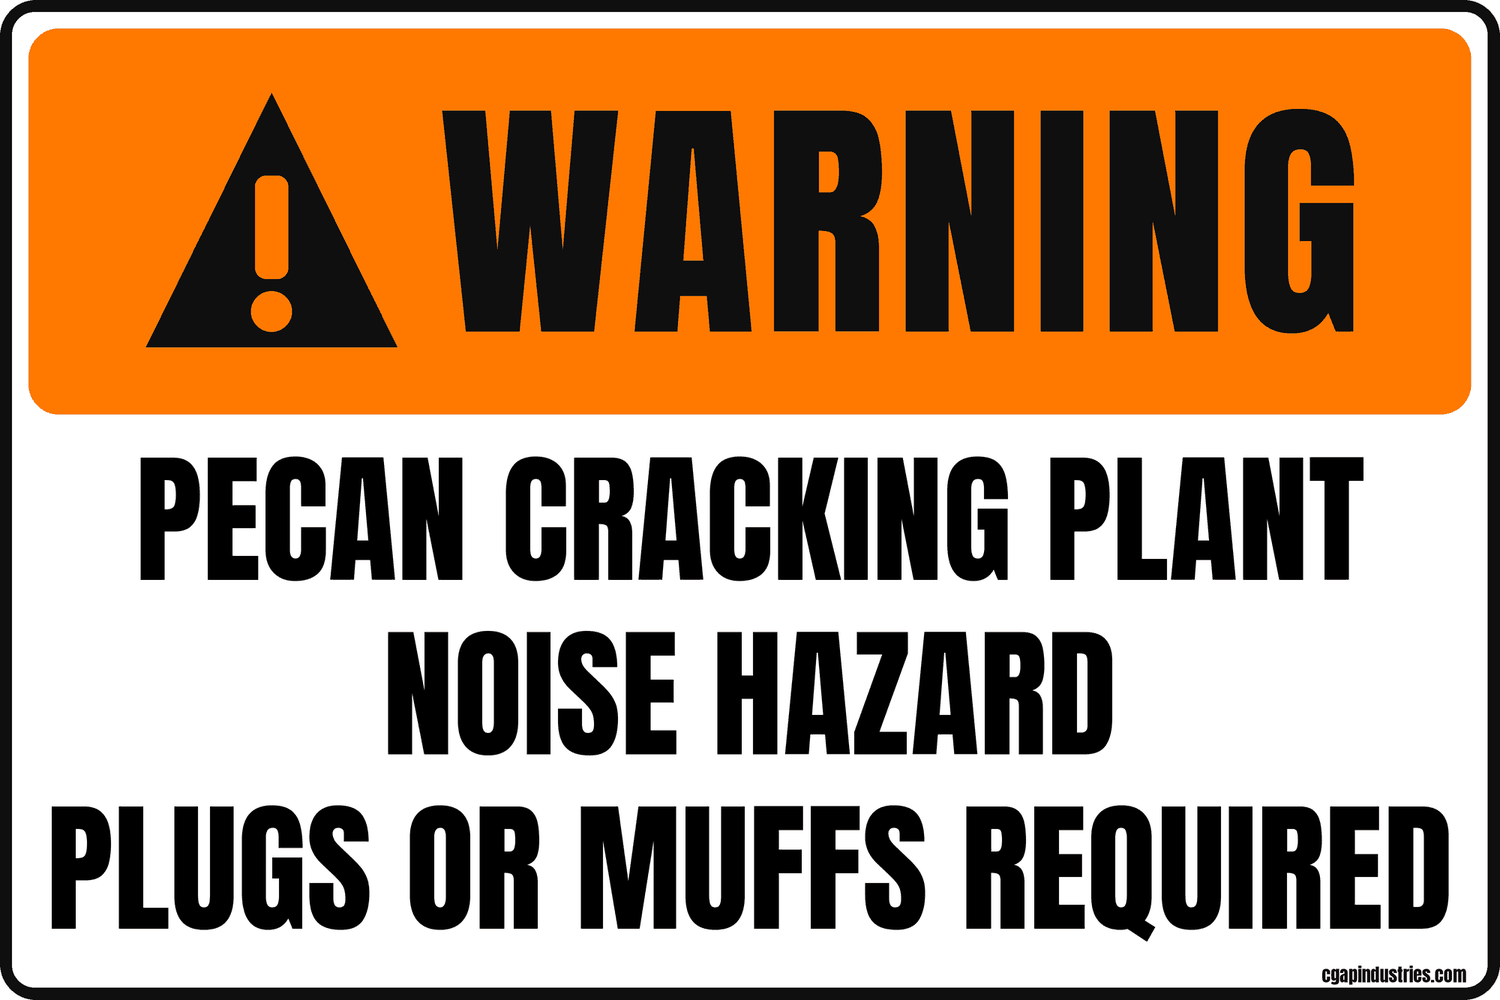 WARNING
PECAN CRACKING PLANT
NOISE HAZARD
PLUGS OR MUFFS REQUIRED
cgapindustries.com